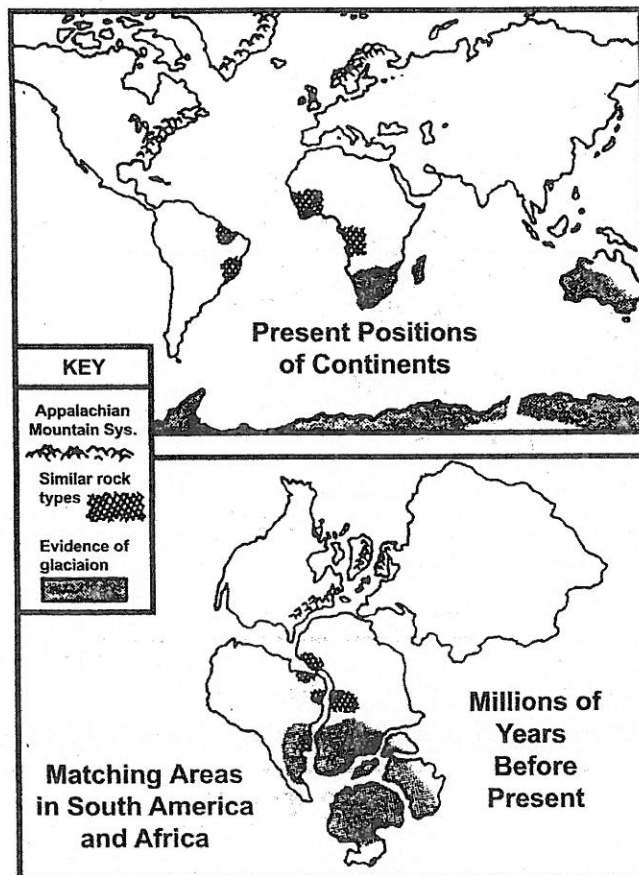 Present Positions
of Continents
KEY
Appalachian
Mountain Sys.
Similar rock
types
Evidence of
glaciaion
Matching Areas
in South America
and Africa
Millions of
Years
Before
Present